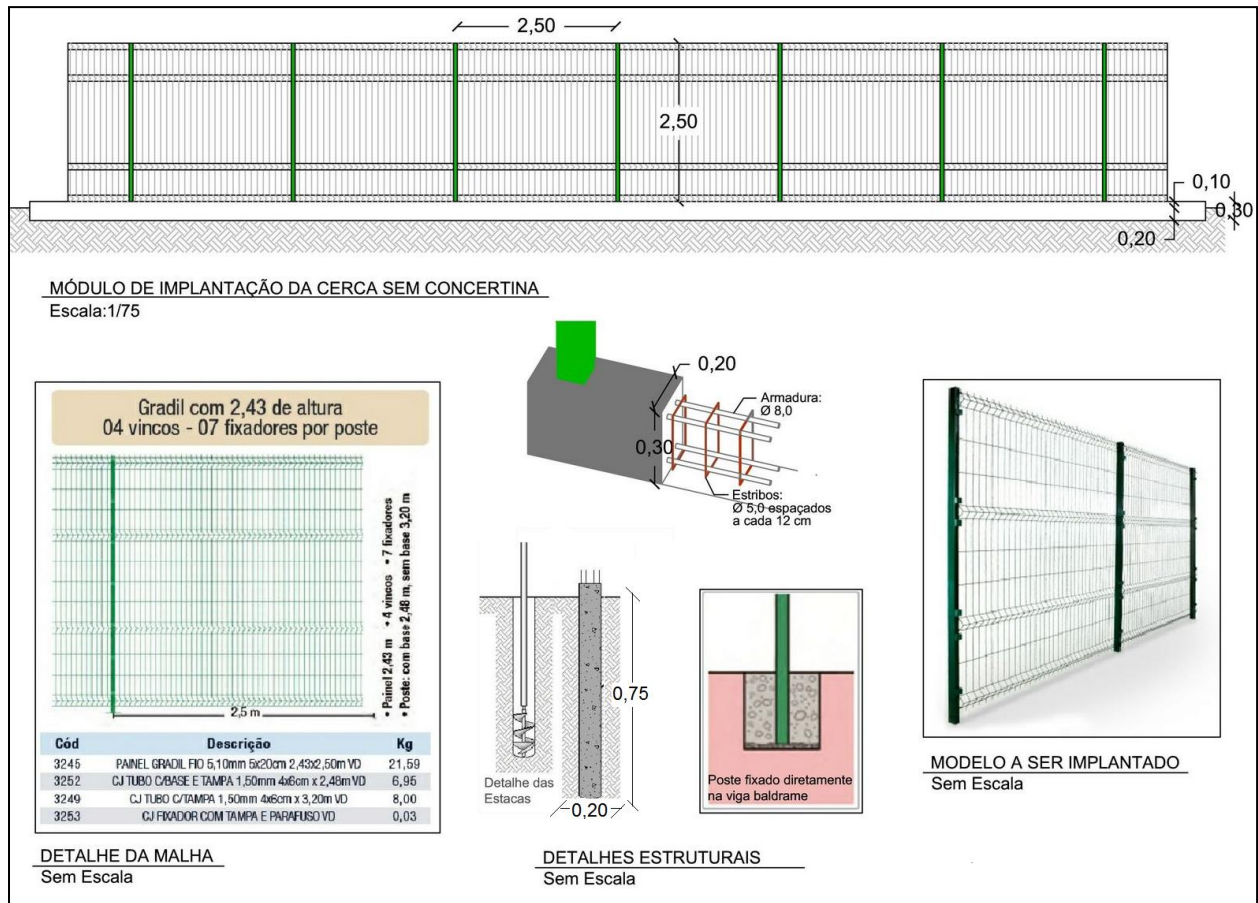 2,50
2,50
0,10
0,30
0,20
MÓDULO DE IMPLANTAÇÃO DA CERCA SEM CONCERTINA
Escala:1/75
Gradil com 2,43 de altura
04 vincos - 07 fixadores por poste
2,5 m
• Painel 2,43 m • 4 vincos • 7 fixadores
• Poste: com base 2,48 m, sem base 3,20 m
Cód Descrição Kg
3245 PAINEL GRADIL FIO 5,10mm 5x20cm 2,43x2,50m VD 21,59
3252 CJ TUBO C/BASE E TAMPA 1,50mm 4x6cm x 2,48m VD 6,95
3249 CJ TUBO C/TAMPA 1,50mm 4x6cm x 3,20m VD 8,00
3253 CJ FIXADOR COM TAMPA E PARAFUSO VD 0,03
DETALHE DA MALHA
Sem Escala
0,20
Armadura:
Ø 8,0
0,30
Estribos:
Ø 5,0 espaçados
a cada 12 cm
0,75
Detalhe das
Estacas
0,20
Poste fixado diretamente
na viga baldrame
DETALHES ESTRUTURAIS
Sem Escala
MODELO A SER IMPLANTADO
Sem Escala